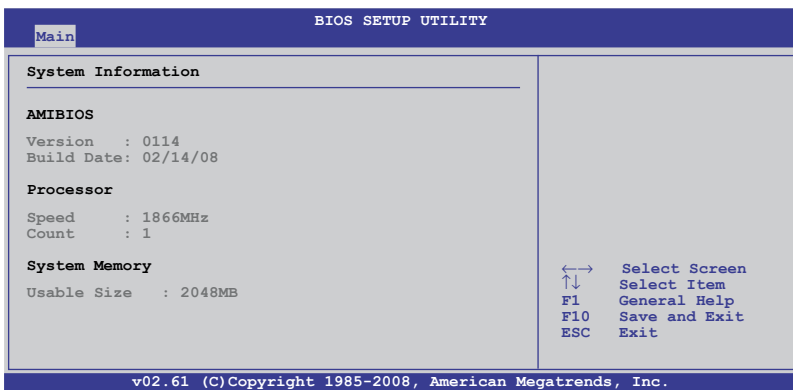 BIOS SETUP UTILITY
Main
System Information
AMIBIOS
Version : 0114
Build Date: 02/14/08
Processor
Speed : 1866MHz
Count : 1
System Memory
Usable Size : 2048MB
←→ Select Screen
↑↓ Select Item
F1 General Help
F10 Save and Exit
ESC Exit
v02.61 (C)Copyright 1985-2008, American Megatrends, Inc.